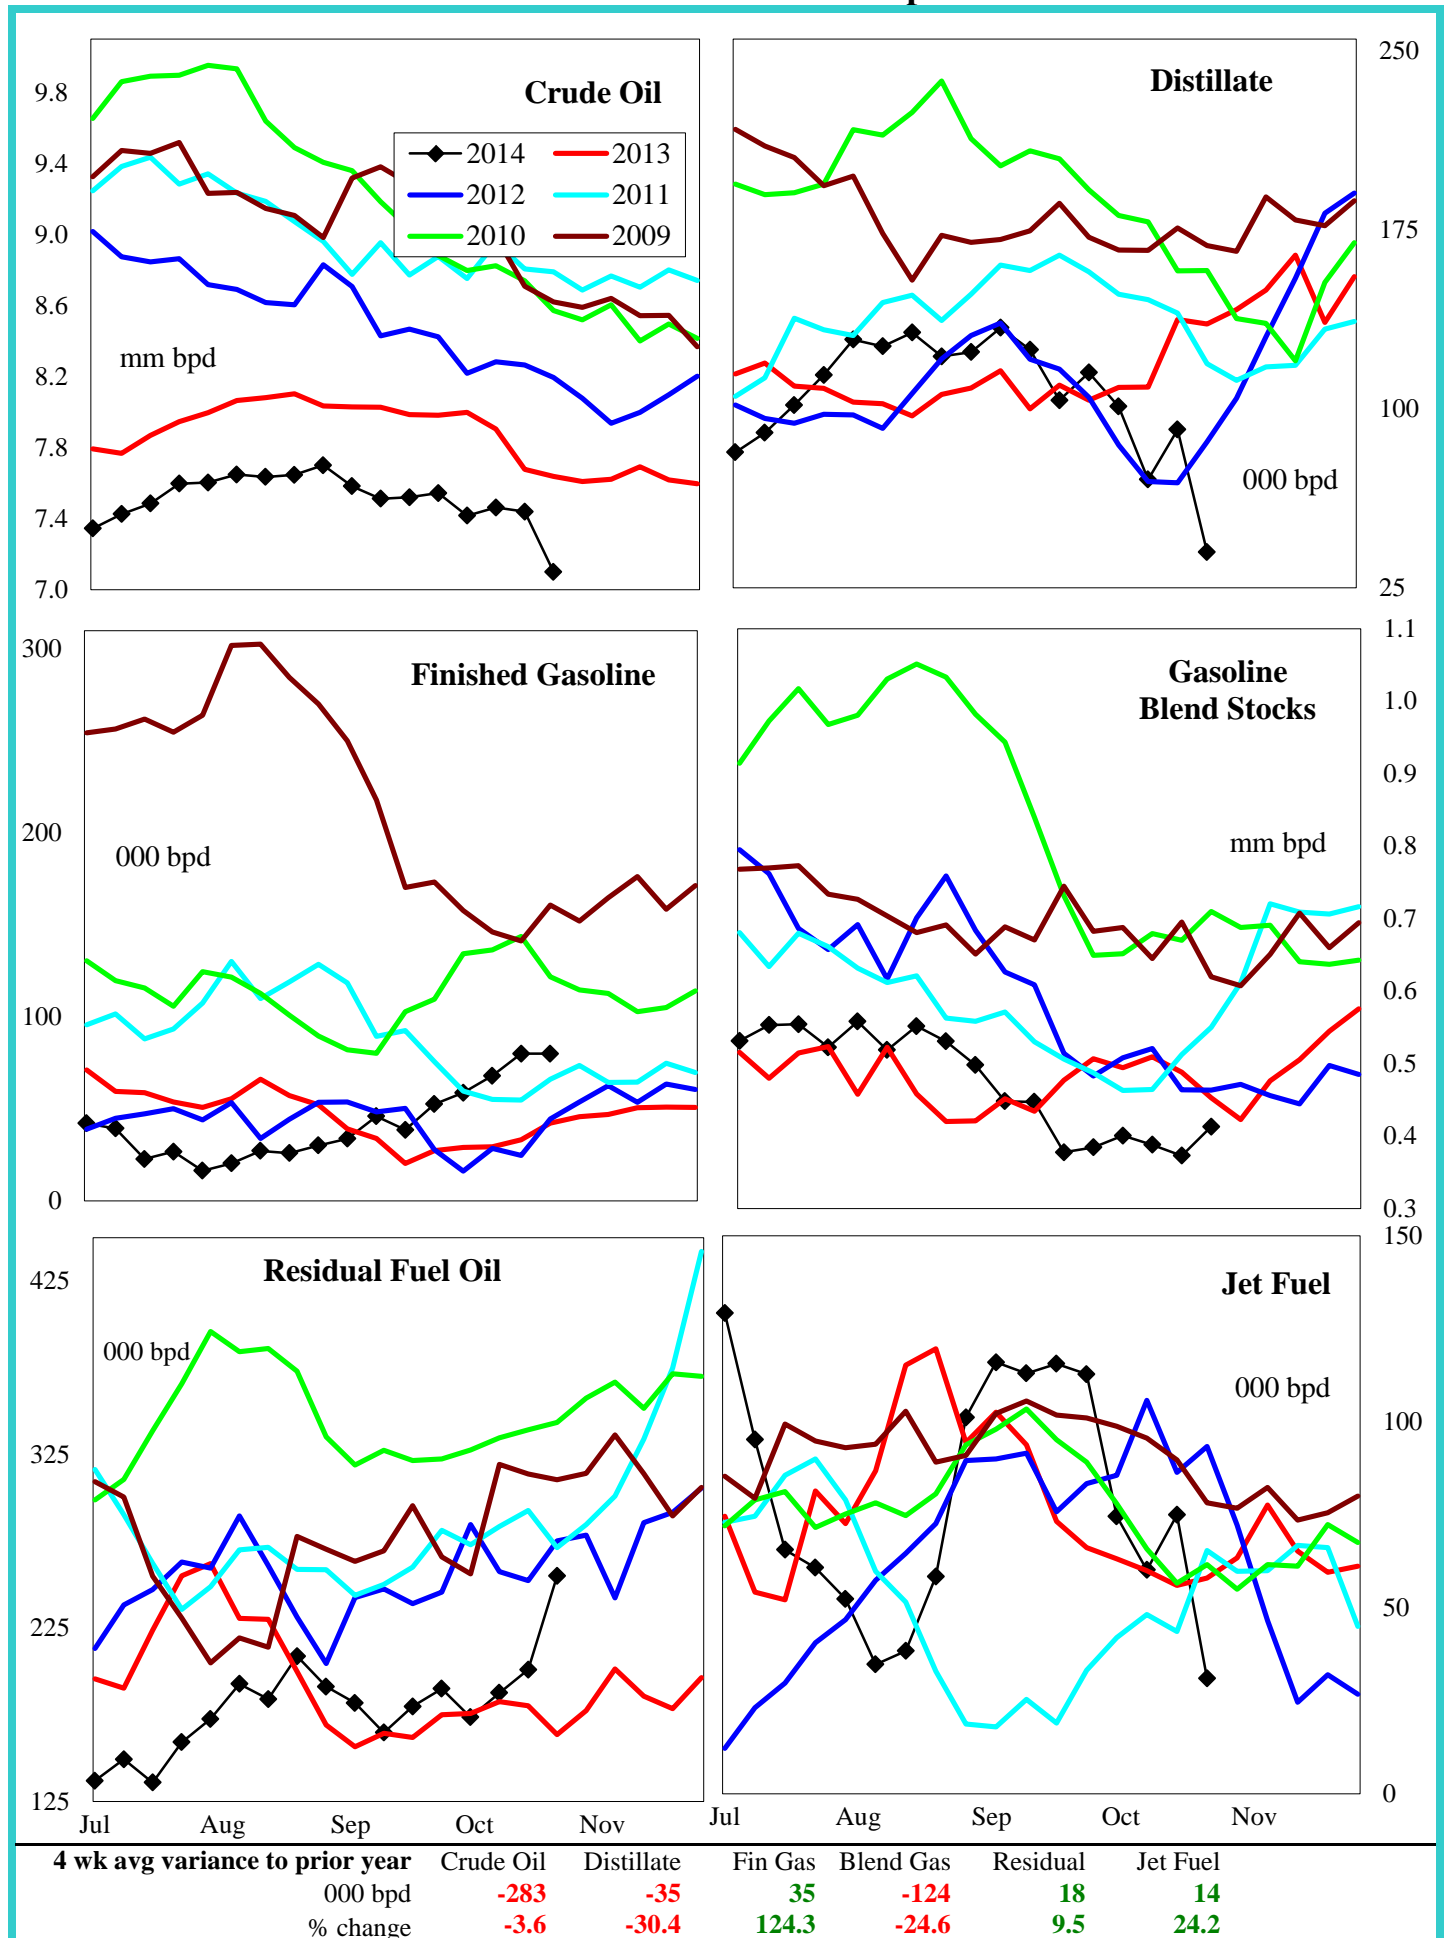 Crude Oil
9.8
9.4
9.0
8.6
8.2
7.8
7.4
7.0
mm bpd
2014 2013
2012 2011
2010 2009
Distillate
250
175
100
25
000 bpd
Finished Gasoline
300
200
100
0
000 bpd
Gasoline
Blend Stocks
1.1
1.0
0.9
0.8
0.7
0.6
0.5
0.4
0.3
mm bpd
Residual Fuel Oil
425
325
225
125
000 bpd
Jul Aug Sep Oct Nov
Jet Fuel
150
100
50
0
000 bpd
Jul Aug Sep Oct Nov
4 wk avg variance to prior year Crude Oil Distillate Fin Gas Blend Gas Residual Jet Fuel
000 bpd -283 -35 35 -124 18 14
% change -3.6 -30.4 124.3 -24.6 9.5 24.2